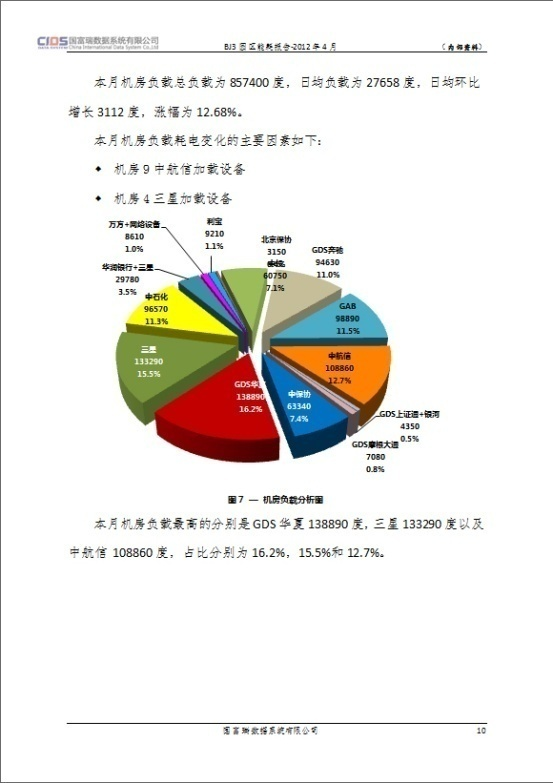 CIDS 国富瑞数据系统有限公司
China International Data System Co.,Ltd
BJ3 园区能耗报告-2012 年 4 月
（内部资料）
本月机房负载总负载为 857400 度，日均负载为 27658 度，日均环比
增长 3112 度，涨幅为 12.68%。
本月机房负载耗电变化的主要因素如下：
◆ 机房 9 中航信加载设备
◆ 机房 4 三星加载设备
万方+网络设备
8610
1.0%
利宝
9210
1.1%
北京保协
3150
60750
7.1%
GDS奔驰
94630
11.0%
华润银行+三星
29780
3.5%
中石化
96570
11.3%
GAB
98890
11.5%
三星
133290
15.5%
中航信
108860
12.7%
GDS华夏
138890
16.2%
中保协
63340
7.4%
GDS上证通+银河
4350
0.5%
GDS摩根大通
7080
0.8%
图 7 — 机房负载分析图
本月机房负载最高的分别是 GDS 华夏 138890 度，三星 133290 度以及
中航信 108860 度，占比分别为 16.2%，15.5%和 12.7%。
国富瑞数据系统有限公司
10